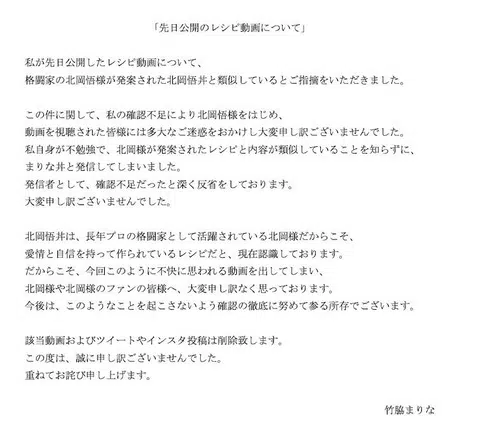 「先日公開のレシピ動画について」
私が先日公開したレシピ動画について、
格闘家の北岡悟様が発案された北岡悟丼と類似しているとご指摘をいただきました。
この件に関して、私の確認不足により北岡悟様をはじめ、
動画を視聴された皆様には多大なご迷惑をおかけし大変申し訳ございませんでした。
私自身が不勉強で、北岡様が発案されたレシピと内容が類似していることを知らずに、
まりな丼と発信してしまいました。
発信者として、確認不足だったと深く反省をしております。
大変申し訳ございませんでした。
北岡悟丼は、長年プロの格闘家として活躍されている北岡様だからこそ、
愛情と自信を持って作られているレシピだと、現在認識しております。
だからこそ、今回このように不快に思われる動画を出してしまい、
北岡様や北岡様のファンの皆様へ、大変申し訳なく思っております。
今後は、このようなことを起こさないよう確認の徹底に努めて参る所存でございます。
該当動画およびツイートやインスタ投稿は削除致します。
この度は、誠に申し訳ございませんでした。
重ねてお詫び申し上げます。
竹脇まりな